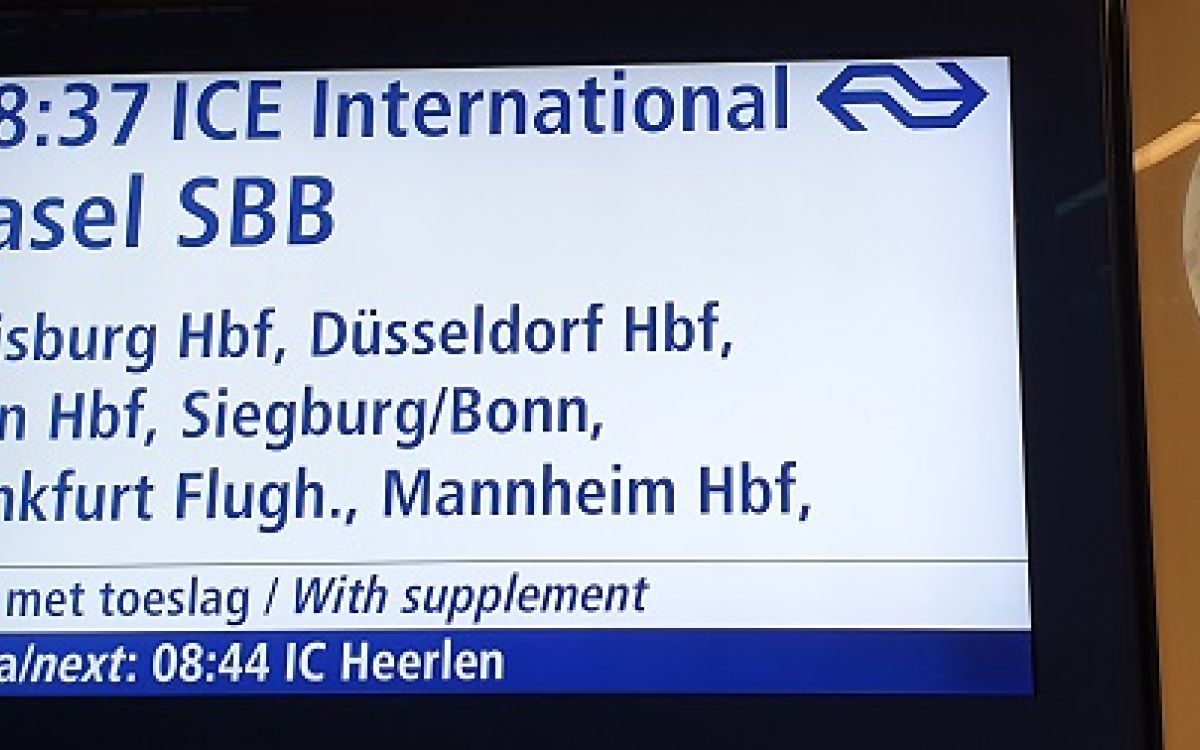 8:37 ICE International
asel SBB
isburg Hbf, Düsseldorf Hbf,
n Hbf, Siegburg/Bonn,
nkfurt Flugh., Mannheim Hbf,
met toeslag / With supplement
a/next: 08:44 IC Heerlen